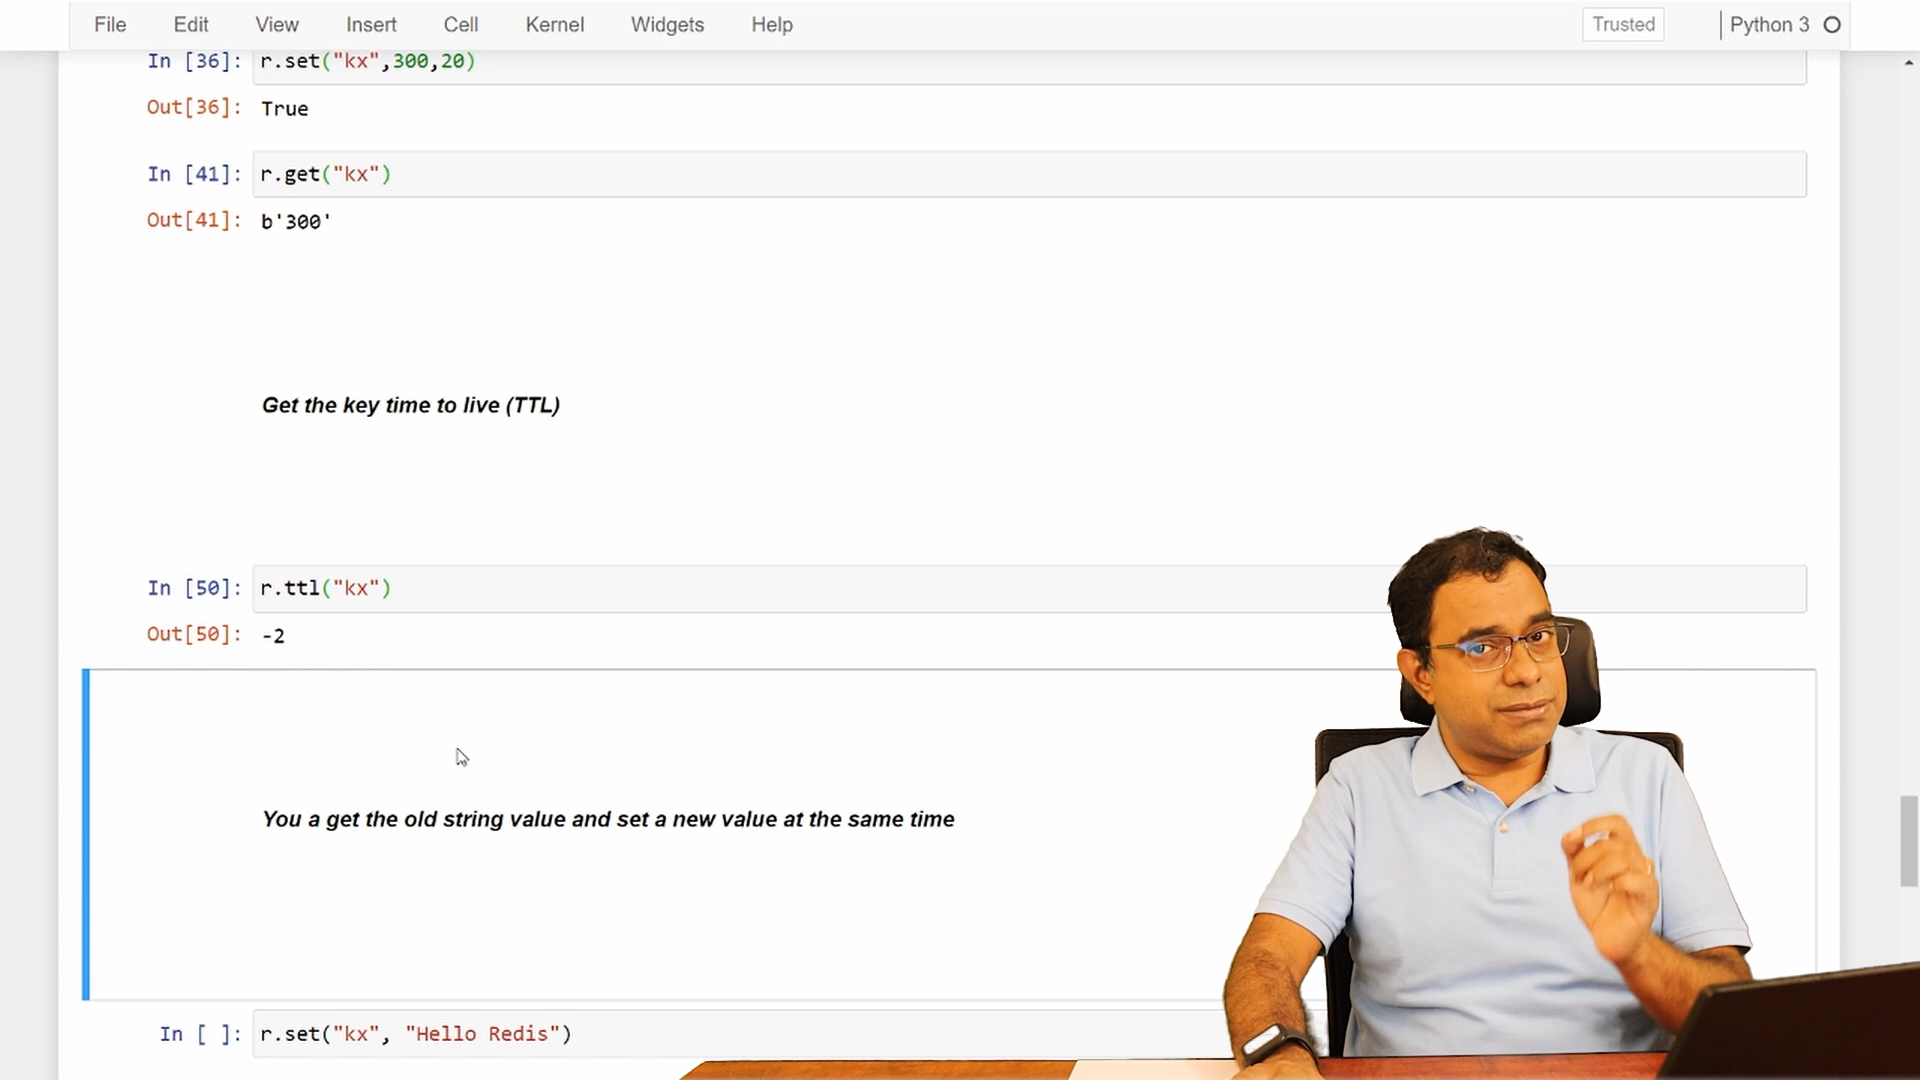 File Edit View Insert Cell Kernel Widgets Help Trusted Python 3
In [36]: r.set("kx",300,20)
Out[36]: True
In [41]: r.get("kx")
Out[41]: b'300'
Get the key time to live (TTL)
In [50]: r.ttl("kx")
Out[50]: -2
You a get the old string value and set a new value at the same time
In [ ]: r.set("kx", "Hello Redis")